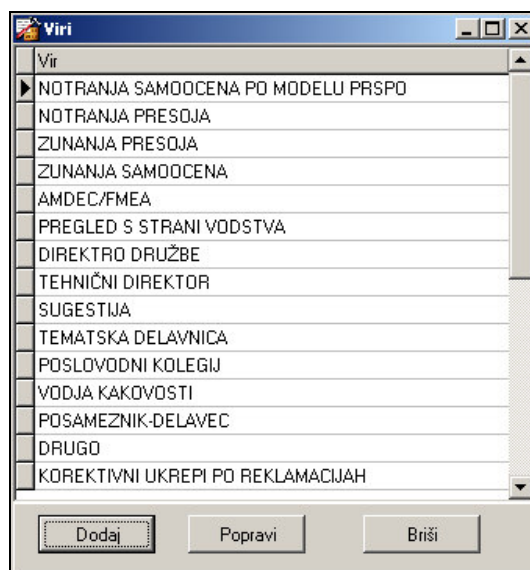 Viri
Vir
NOTRANJA SAMOOCENA PO MODELU PRSPO
NOTRANJA PRESOJA
ZUNANJA PRESOJA
ZUNANJA SAMOOCENA
AMDEC/FMEA
PREGLED S STRANI VODSTVA
DIREKTRO DRUŽBE
TEHNIČNI DIREKTOR
SUGESTIJA
TEMATSKA DELAVNICA
POSLOVODNI KOLEGIJ
VODJA KAKOVOSTI
POSAMEZNIK-DELAVEC
DRUGO
KOREKTIVNI UKREPI PO REKLAMACIJAH
Dodaj Popravi Briši